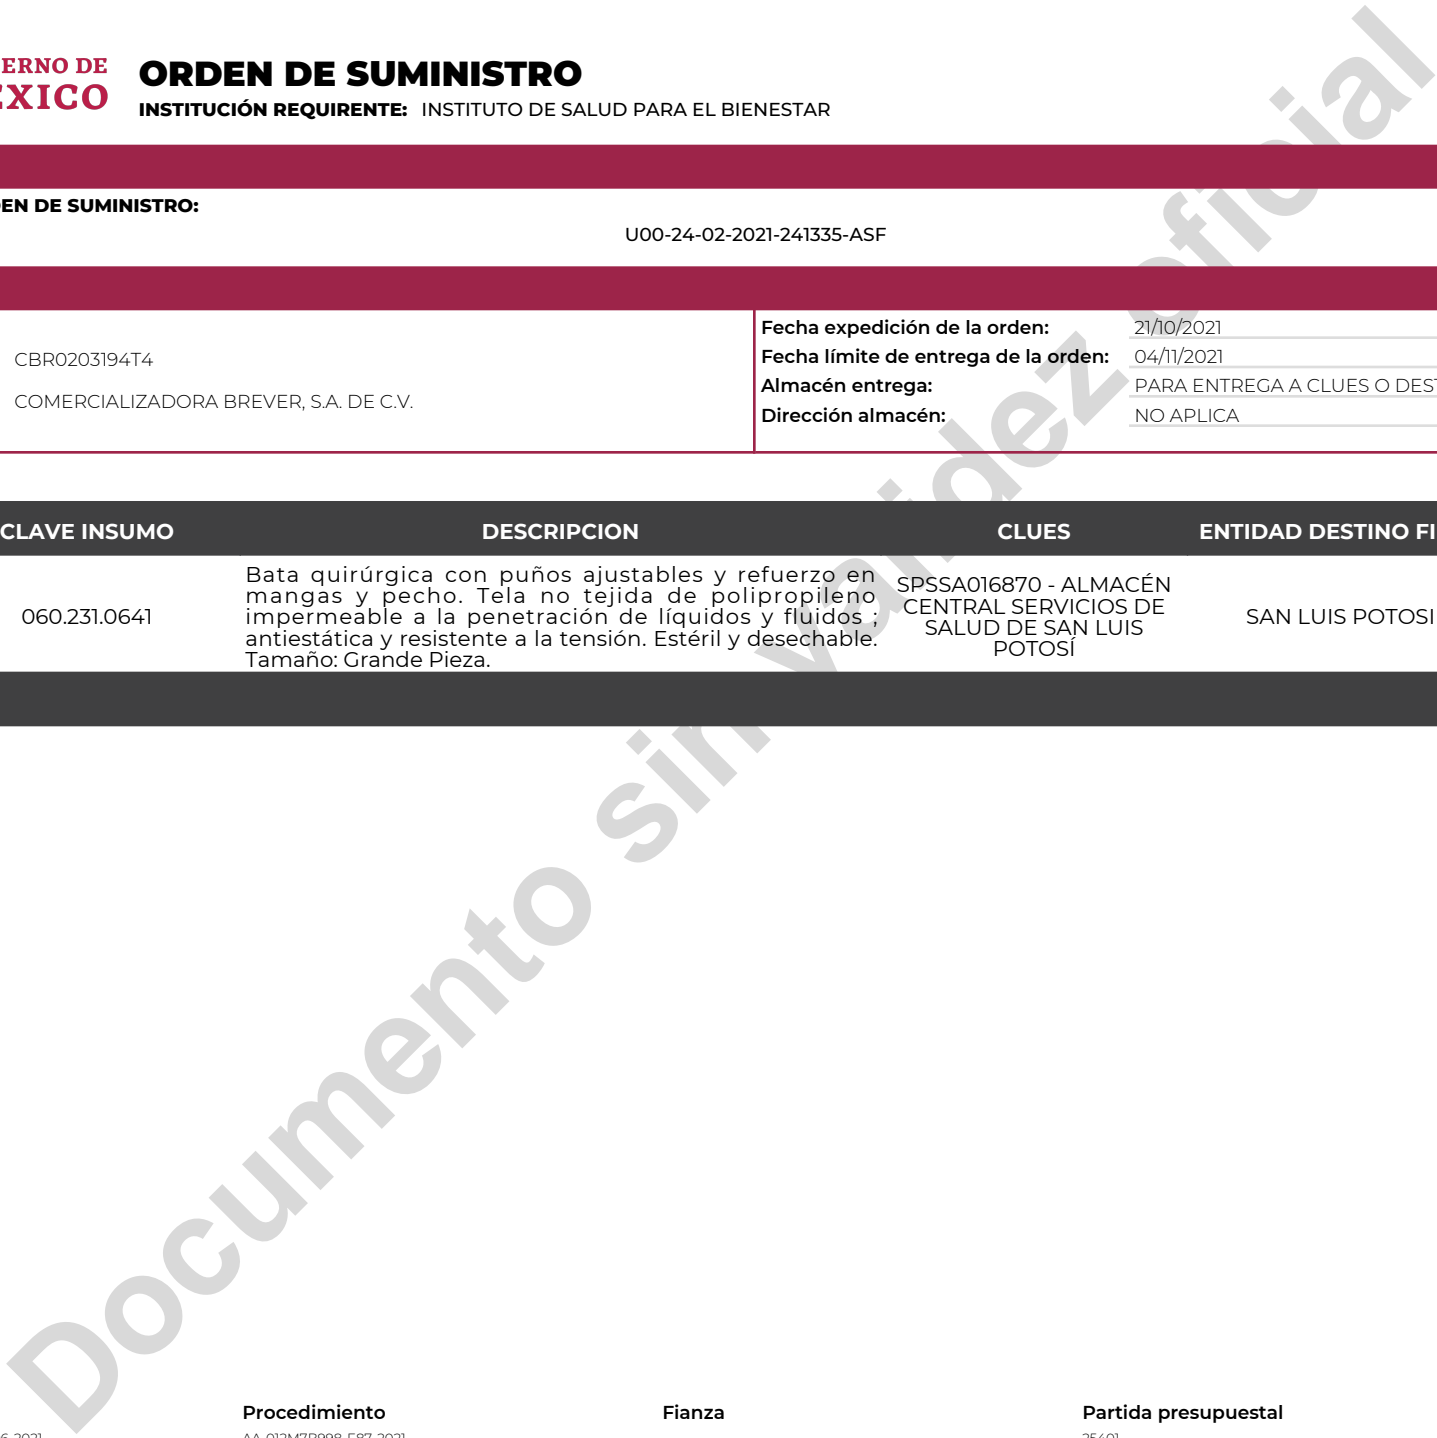 ERNO DE
XICO
ORDEN DE SUMINISTRO
INSTITUCIÓN REQUIRENTE: INSTITUTO DE SALUD PARA EL BIENESTAR
EN DE SUMINISTRO:
U00-24-02-2021-241335-ASF
CBR0203194T4
COMERCIALIZADORA BREVER, S.A. DE C.V.
Fecha expedición de la orden: 21/10/2021
Fecha límite de entrega de la orden: 04/11/2021
Almacén entrega: PARA ENTREGA A CLUES O DEST
Dirección almacén: NO APLICA
CLAVE INSUMO DESCRIPCION CLUES ENTIDAD DESTINO FI
060.231.0641
Bata quirúrgica con puños ajustables y refuerzo en
mangas y pecho. Tela no tejida de polipropileno
impermeable a la penetración de líquidos y fluidos ;
antiestática y resistente a la tensión. Estéril y desechable.
Tamaño: Grande Pieza.
SPSSA016870 - ALMACÉN
CENTRAL SERVICIOS DE
SALUD DE SAN LUIS
POTOSÍ
SAN LUIS POTOSI
Documento sin validez oficial
Procedimiento Fianza Partida presupuestal